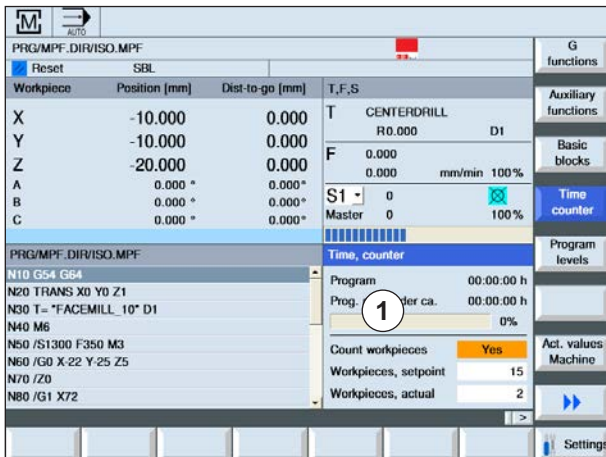 M
AUTO
PRG/MPF.DIR/ISO.MPF
Reset SBL
Workpiece Position [mm] Dist-to-go [mm]
X -10.000 0.000
Y -10.000 0.000
Z -20.000 0.000
A 0.000 ° 0.000°
B 0.000 ° 0.000°
C 0.000 ° 0.000°
T,F,S
T CENTERDRILL
R0.000 D1
F 0.000
0.000 mm/min 100%
S1 0
Master 0 100%
PRG/MPF.DIR/ISO.MPF
N10 G54 G64
N20 TRANS X0 Y0 Z1
N30 T= "FACEMILL_10" D1
N40 M6
N50 /S1300 F350 M3
N60 /G0 X-22 Y-25 Z5
N70 /Z0
N80 /G1 X72
Time, counter
Program 00:00:00 h
Prog. 1 der ca. 00:00:00 h
0%
Count workpieces Yes
Workpieces, setpoint 15
Workpieces, actual 2
>
G
functions
Auxiliary
functions
Basic
blocks
Time
counter
Program
levels
Act. values
Machine
Settings